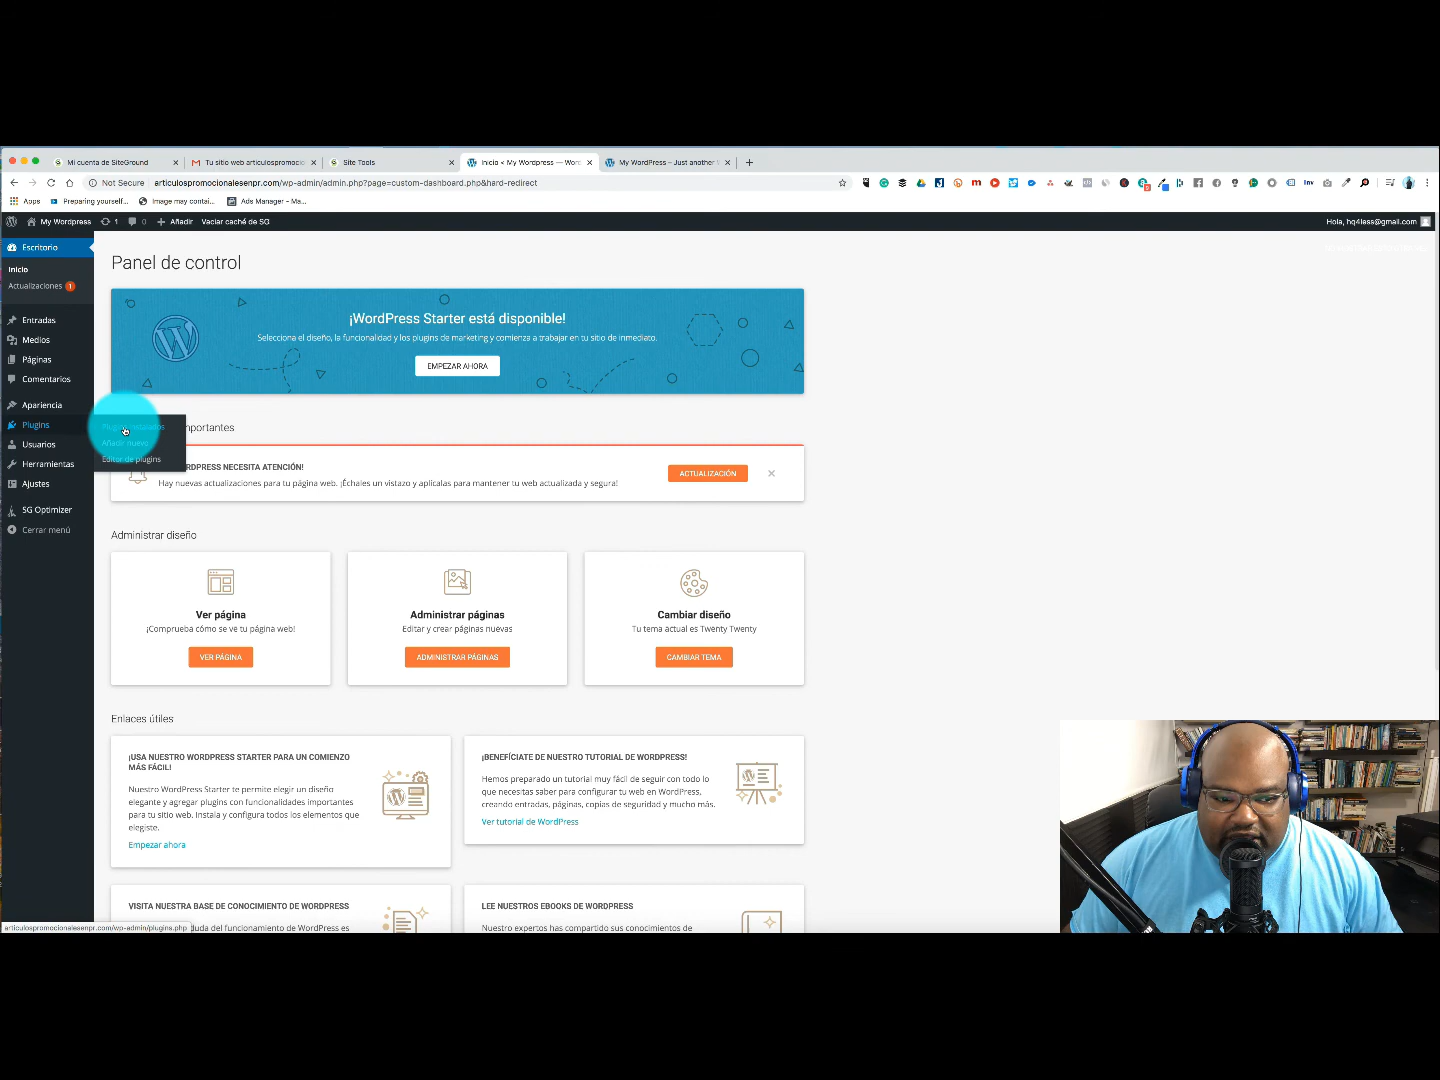 Mi cuenta de SiteGround
Tu sitio web articulospromocio
Site Tools
Inicio < My Wordpress — Word
My WordPress – Just another
Not Secure
articulospromocionalesenpr.com/wp-admin/admin.php?page=custom-dashboard.php&hard-redirect
Apps
Preparing yourself...
Image may contai...
Ads Manager - Ma...
My Wordpress
1
0
Añadir
Vaciar caché de SG
Hola, hq4less@gmail.com
Escritorio
Inicio
Actualizaciones 1
Entradas
Medios
Páginas
Comentarios
Apariencia
Plugins
Usuarios
Herramientas
Ajustes
SG Optimizer
Cerrar menú
Añadir nuevo
Editor de plugins
Panel de control
¡WordPress Starter está disponible!
Selecciona el diseño, la funcionalidad y los plugins de marketing y comienza a trabajar en tu sitio de inmediato.
EMPEZAR AHORA
mportantes
RDPRESS NECESITA ATENCIÓN!
Hay nuevas actualizaciones para tu página web. ¡Échales un vistazo y aplícalas para mantener tu web actualizada y segura!
ACTUALIZACIÓN
Administrar diseño
Ver página
¡Comprueba cómo se ve tu página web!
VER PÁGINA
Administrar páginas
Editar y crear páginas nuevas
ADMINISTRAR PÁGINAS
Cambiar diseño
Tu tema actual es Twenty Twenty
CAMBIAR TEMA
Enlaces útiles
¡USA NUESTRO WORDPRESS STARTER PARA UN COMIENZO
MÁS FÁCIL!
Nuestro WordPress Starter te permite elegir un diseño
elegante y agregar plugins con funcionalidades importantes
para tu sitio web. Instala y configura todos los elementos que
elegiste.
Empezar ahora
¡BENEFÍCIATE DE NUESTRO TUTORIAL DE WORDPRESS!
Hemos preparado un tutorial muy fácil de seguir con todo lo
que necesitas saber para configurar tu web en WordPress,
creando entradas, páginas, copias de seguridad y mucho más.
Ver tutorial de WordPress
VISITA NUESTRA BASE DE CONOCIMIENTO DE WORDPRESS
duda del funcionamiento de WordPress es
LEE NUESTROS EBOOKS DE WORDPRESS
Nuestro expertos han compartido sus conocimientos de
articulospromocionalesenpr.com/wp-admin/plugins.php